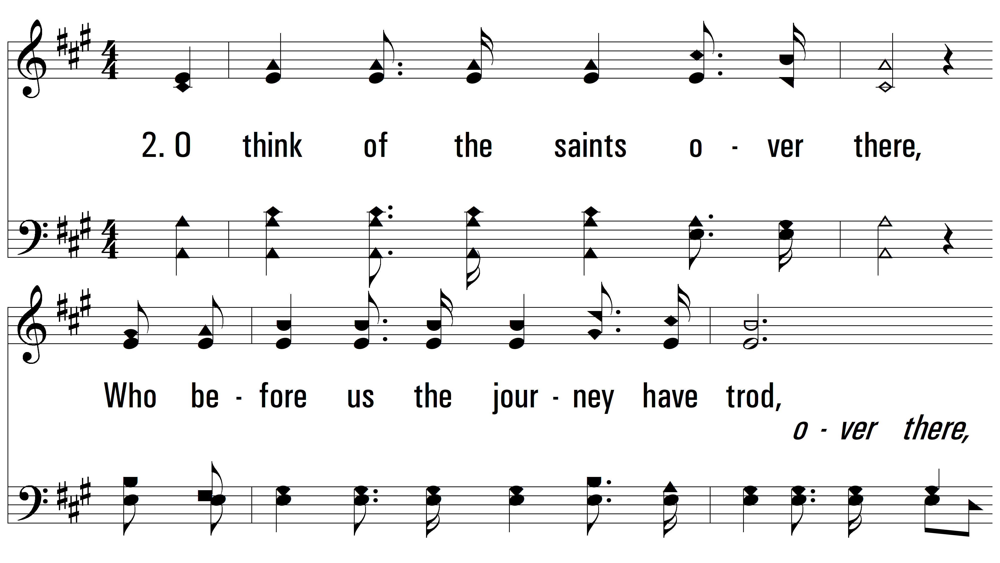 2. O think of the saints o - ver there,
Who be - fore us the jour - ney have trod,
o - ver there,